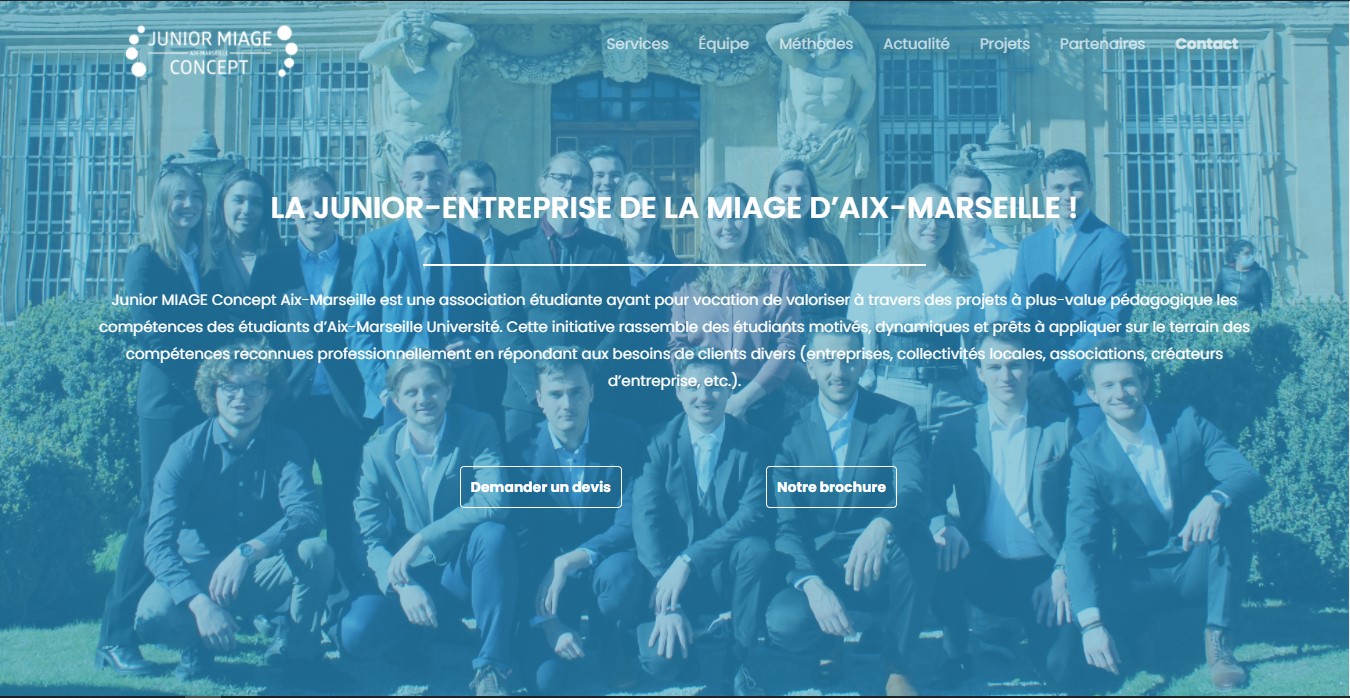 JUNIOR MIAGE
AIX-MARSEILLE
CONCEPT
Services Équipe Méthodes Actualité Projets Partenaires Contact
LA JUNIOR-ENTREPRISE DE LA MIAGE D’AIX-MARSEILLE !
Junior MIAGE Concept Aix-Marseille est une association étudiante ayant pour vocation de valoriser à travers des projets à plus-value pédagogique les
compétences des étudiants d’Aix-Marseille Université. Cette initiative rassemble des étudiants motivés, dynamiques et prêts à appliquer sur le terrain des
compétences reconnues professionnellement en répondant aux besoins de clients divers (entreprises, collectivités locales, associations, créateurs
d’entreprise, etc.).
Demander un devis Notre brochure